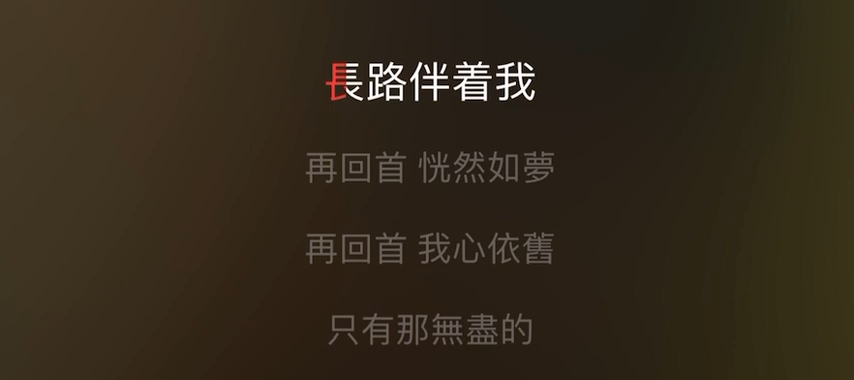 長路伴着我
再回首 恍然如夢
再回首 我心依舊
只有那無盡的